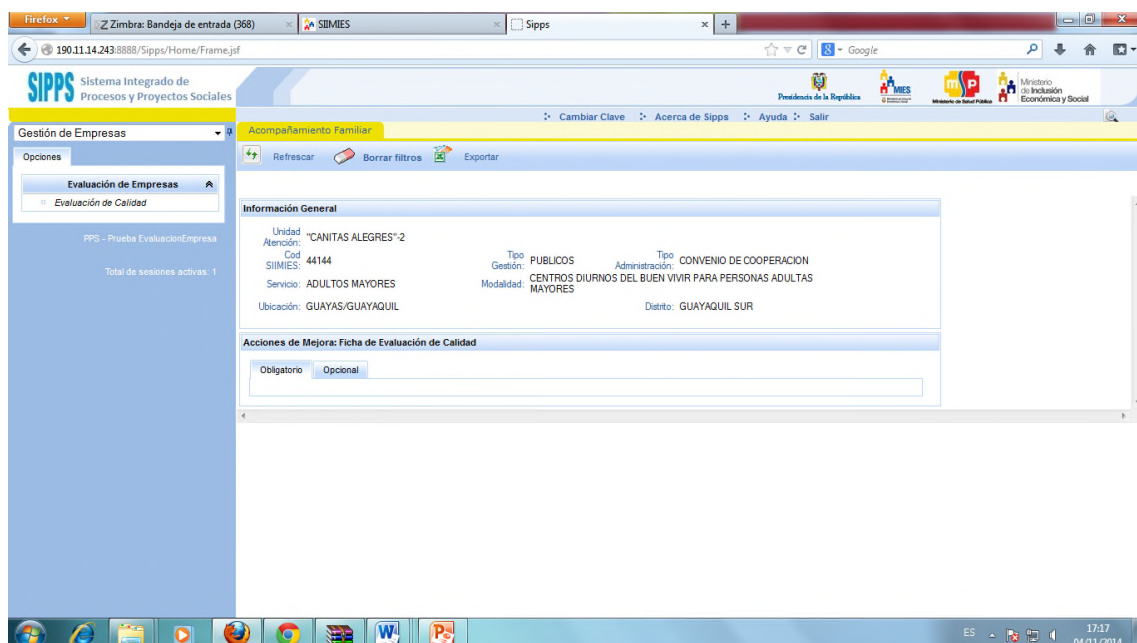 Firefox
Zimbra: Bandeja de entrada (368)
SIIMIES
Sipps
190.11.14.243:8888/Sipps/Home/Frame.jsf
Google
SIPPS Sistema Integrado de
Procesos y Proyectos Sociales
Presidencia de la República
MIES
msp
Ministerio de Salud Pública
Ministerio
de Inclusión
Económica y Social
Cambiar Clave Acerca de Sipps Ayuda Salir
Gestión de Empresas
Acompañamiento Familiar
Opciones
Refrescar Borrar filtros Exportar
Evaluación de Empresas
Evaluación de Calidad
PPS - Prueba EvaluacionEmpresa
Total de sesiones activas: 1
Información General
Unidad Atención: "CANITAS ALEGRES"-2
Cod SIIMIES: 44144 Tipo Gestión: PUBLICOS Tipo Administración: CONVENIO DE COOPERACION
Servicio: ADULTOS MAYORES Modalidad: CENTROS DIURNOS DEL BUEN VIVIR PARA PERSONAS ADULTAS
MAYORES
Ubicación: GUAYAS/GUAYAQUIL Distrito: GUAYAQUIL SUR
Acciones de Mejora: Ficha de Evaluación de Calidad
Obligatorio Opcional
ES 17:17
04/11/2014